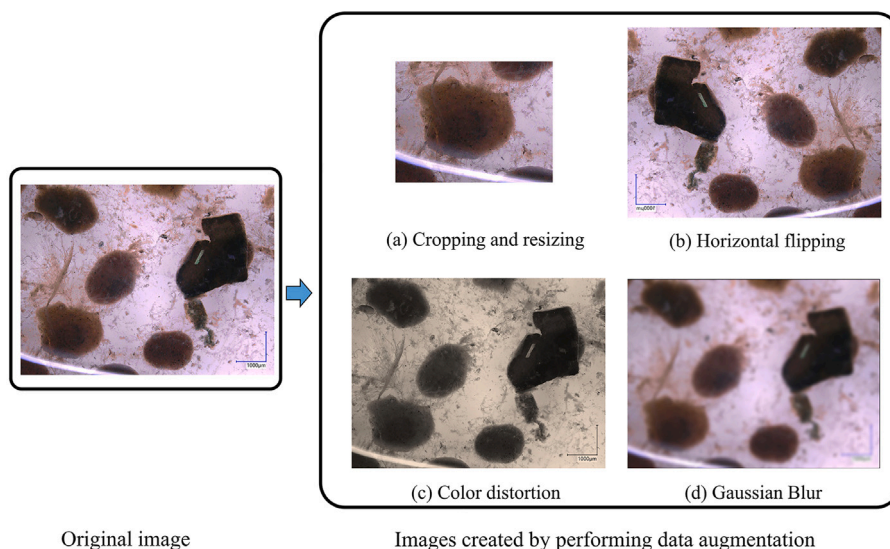 1000µm
(a) Cropping and resizing
1000µm
(b) Horizontal flipping
1000µm
(c) Color distortion
(d) Gaussian Blur
Original image
Images created by performing data augmentation